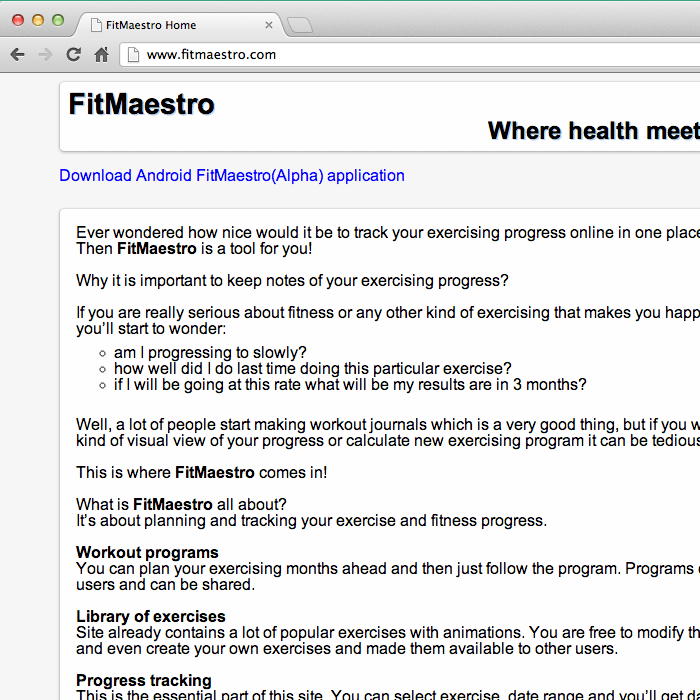 FitMaestro Home
www.fitmaestro.com
FitMaestro
Where health meet
Download Android FitMaestro(Alpha) application
Ever wondered how nice would it be to track your exercising progress online in one place
Then FitMaestro is a tool for you!
Why it is important to keep notes of your exercising progress?
If you are really serious about fitness or any other kind of exercising that makes you happ
you'll start to wonder:
am I progressing to slowly?
how well did I do last time doing this particular exercise?
if I will be going at this rate what will be my results are in 3 months?
Well, a lot of people start making workout journals which is a very good thing, but if you w
kind of visual view of your progress or calculate new exercising program it can be tedious
This is where FitMaestro comes in!
What is FitMaestro all about?
It's about planning and tracking your exercise and fitness progress.
Workout programs
You can plan your exercising months ahead and then just follow the program. Programs
users and can be shared.
Library of exercises
Site already contains a lot of popular exercises with animations. You are free to modify th
and even create your own exercises and made them available to other users.
Progress tracking
This is the essential part of this site. You can select exercise, date range and you'll get da